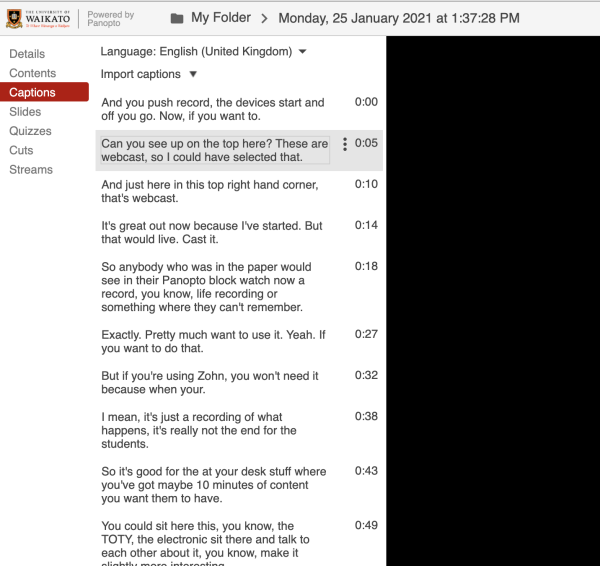 THE UNIVERSITY OF
WAIKATO
Te Whare Wānanga o Waikato
Powered by
Panopto
My Folder > Monday, 25 January 2021 at 1:37:28 PM
Details
Contents
Captions
Slides
Quizzes
Cuts
Streams
Language: English (United Kingdom)
Import captions
And you push record, the devices start and 0:00
off you go. Now, if you want to.
Can you see up on the top here? These are 0:05
webcast, so I could have selected that.
And just here in this top right hand corner, 0:10
that's webcast.
It's great out now because I've started. But 0:14
that would live. Cast it.
So anybody who was in the paper would 0:18
see in their Panopto block watch now a
record, you know, life recording or
something where they can't remember.
Exactly. Pretty much want to use it. Yeah. If 0:27
you want to do that.
But if you're using Zohn, you won't need it 0:32
because when your.
I mean, it's just a recording of what 0:38
happens, it's really not the end for the
students.
So it's good for the at your desk stuff where 0:43
you've got maybe 10 minutes of content
you want them to have.
You could sit here this, you know, the 0:49
TOTY, the electronic sit there and talk to
each other about it, you know, make it
slightly more interesting